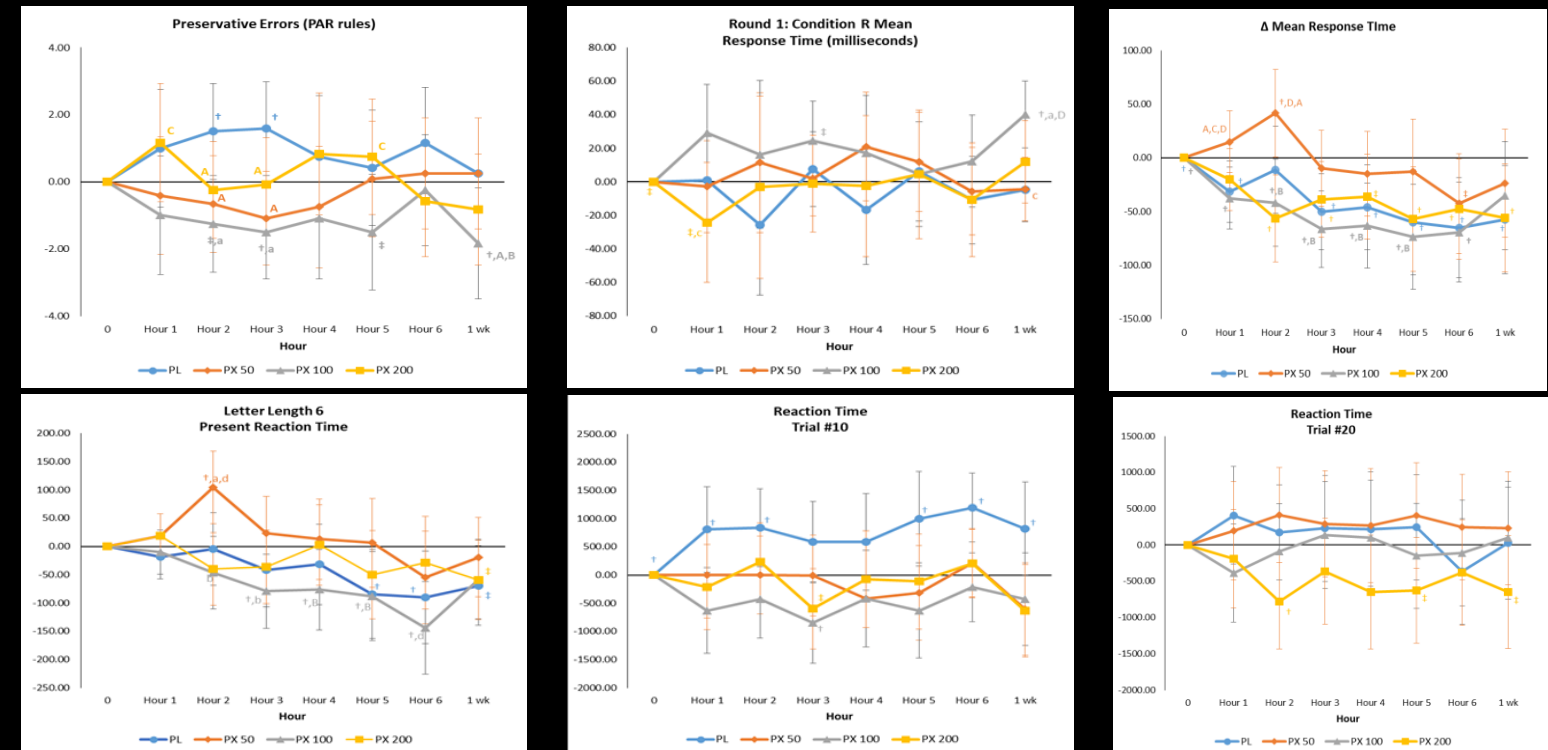 Preservative Errors (PAR rules)
4.00
C
†
†
2.00
C
A
A
0.00
A
A
-2.00
‡,a
†,a
‡
†,A,B
-4.00
0 Hour 1 Hour 2 Hour 3 Hour 4 Hour 5 Hour 6 1 wk
Hour
PL PX 50 PX 100 PX 200
Round 1: Condition R Mean
Response Time (milliseconds)
80.00
60.00
40.00
†,a,D
‡
20.00
0.00
‡
c
-20.00
‡,c
-40.00
-60.00
-80.00
0 Hour 1 Hour 2 Hour 3 Hour 4 Hour 5 Hour 6 1 wk
Hour
PL PX 50 PX 100 PX 200
Δ Mean Response TIme
100.00
50.00
†,D,A
A,C,D
0.00
†‡
†
†,B
‡
‡
-50.00
†
†
†
†
†
†
†
†
†
†
†,B
†,B
†,B
†
-100.00
-150.00
0 Hour 1 Hour 2 Hour 3 Hour 4 Hour 5 Hour 6 1 wk
Hour
PL PX 50 PX 100 PX 200
Letter Length 6
Present Reaction Time
200.00
150.00
†,a,d
100.00
50.00
0.00
-50.00
‡
†
†
‡
†,b
†,B
†,B
-100.00
†,d
-150.00
-200.00
-250.00
0 Hour 1 Hour 2 Hour 3 Hour 4 Hour 5 Hour 6 1 wk
Hour
PL PX 50 PX 100 PX 200
Reaction Time
Trial #10
2500.00
2000.00
1500.00
†
†
†
†
†
1000.00
500.00
†
0.00
‡
-500.00
†
-1000.00
-1500.00
-2000.00
0 Hour 1 Hour 2 Hour 3 Hour 4 Hour 5 Hour 6 1 wk
Hour
PL PX 50 PX 100 PX 200
Reaction Time
Trial #20
1500.00
1000.00
500.00
0.00
-500.00
†
‡
‡
-1000.00
-1500.00
-2000.00
0 Hour 1 Hour 2 Hour 3 Hour 4 Hour 5 Hour 6 1 wk
Hour
PL PX 50 PX 100 PX 200